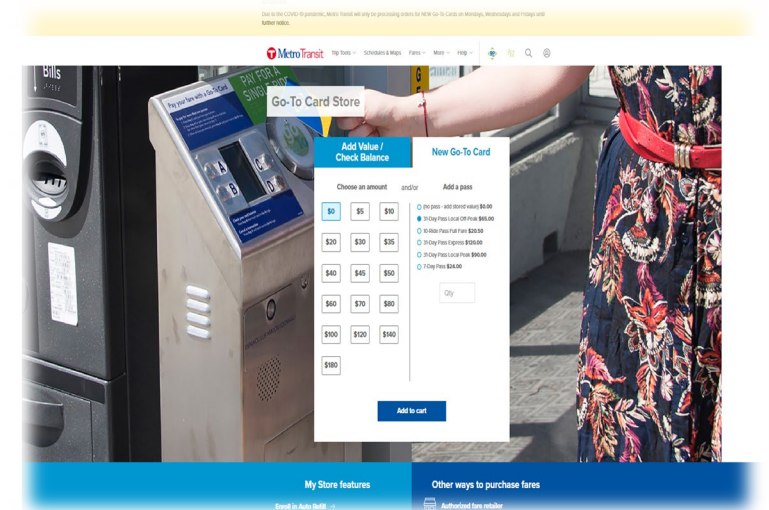 Due to the COVID-19 pandemic, Metro Transit will only be processing orders for NEW Go-To Cards on Mondays, Wednesdays and Fridays until
further notice.
T MetroTransit Trip Tools Schedules & Maps Fares More Help
Bills
Pay your fare with a Go-To Card
PAY FOR A
SINGLE RIDE
Go-To Card Store
A
B
C
D
Add Value /
Check Balance
New Go-To Card
Choose an amount and/or Add a pass
$0 $5 $10
$20 $30 $35
$40 $45 $50
$60 $70 $80
$100 $120 $140
$180
(no pass - add stored value) $0.00
31-Day Pass Local Off Peak $65.00
10-Ride Pass Full Fare $20.50
31-Day Pass Express $120.00
31-Day Pass Local Peak $90.00
7-Day Pass $24.00
Qty
Add to cart
My Store features
Enroll in Auto Refill →
Other ways to purchase fares
Authorized fare retailer